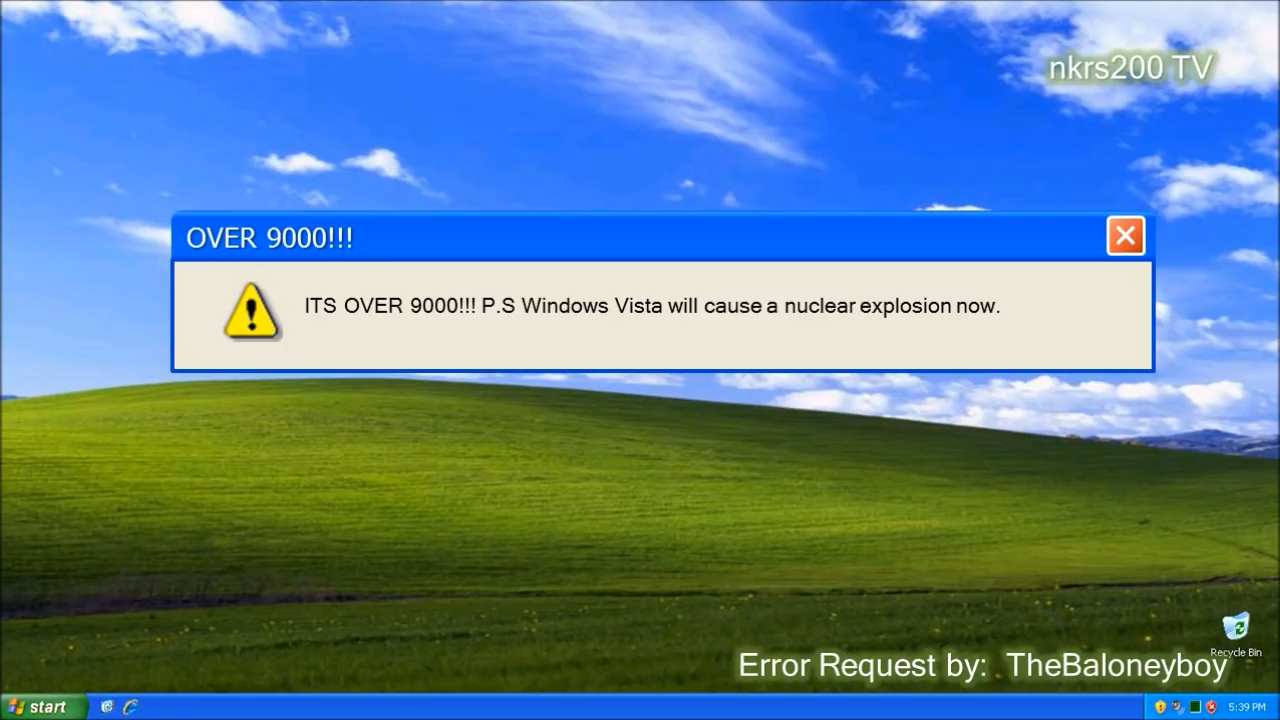 nkrs200 TV
OVER 9000!!!
ITS OVER 9000!!! P.S Windows Vista will cause a nuclear explosion now.
Recycle Bin
Error Request by: TheBaloneyboy
start
5:39 PM